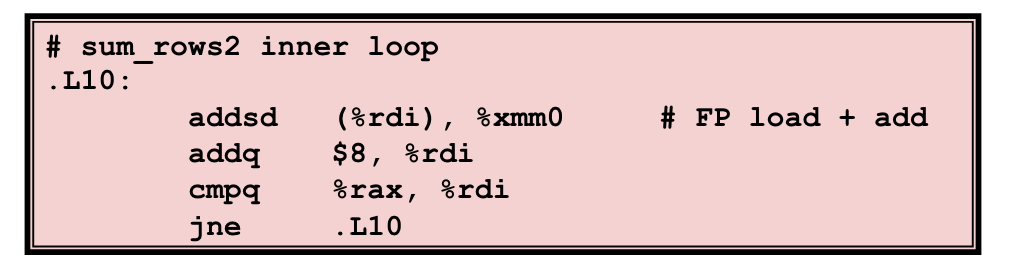 # sum_rows2 inner loop
.L10:
addsd (%rdi), %xmm0 # FP load + add
addq $8, %rdi
cmpq %rax, %rdi
jne .L10